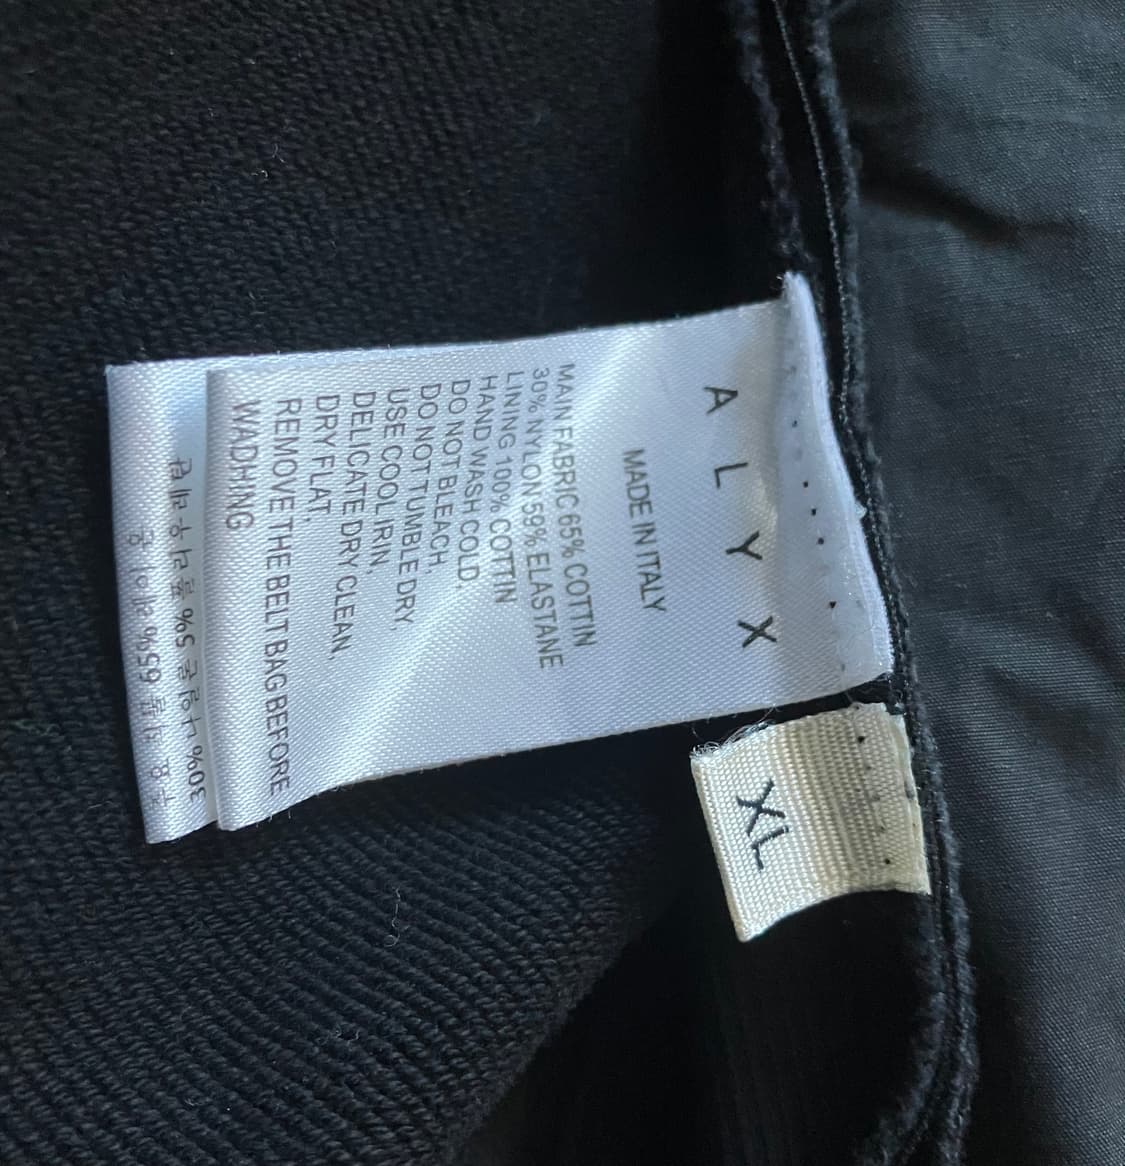 A L Y X
MADE IN ITALY
MAIN FABRIC 65% COTTIN
30% NYLON 59% ELASTANE
LINING 100% COTTIN
HAND WASH COLD,
DO NOT BLEACH,
DO NOT TUMBLE DRY
USE COOL IRIN,
DELICATE DRY CLEAN,
DRY FLAT,
REMOVE THE BELT BAG BEFORE
WADHING
XL